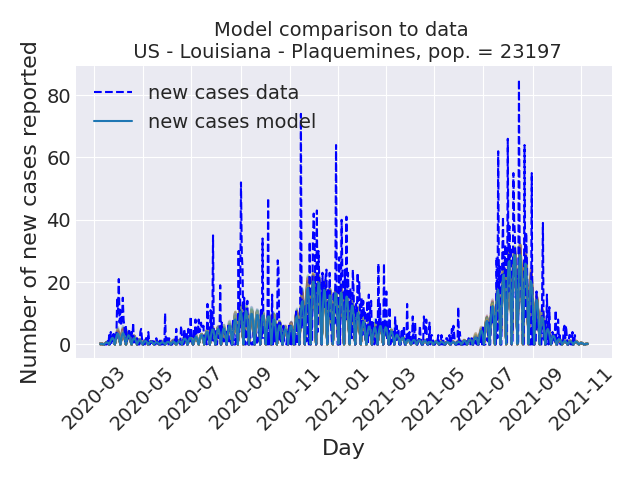 Model comparison to data
US - Louisiana - Plaquemines, pop. = 23197
Number of new cases reported
80
60
40
20
0
new cases data
new cases model
2020-03
2020-05
2020-07
2020-09
2020-11
2021-01
2021-03
2021-05
2021-07
2021-09
2021-11
Day